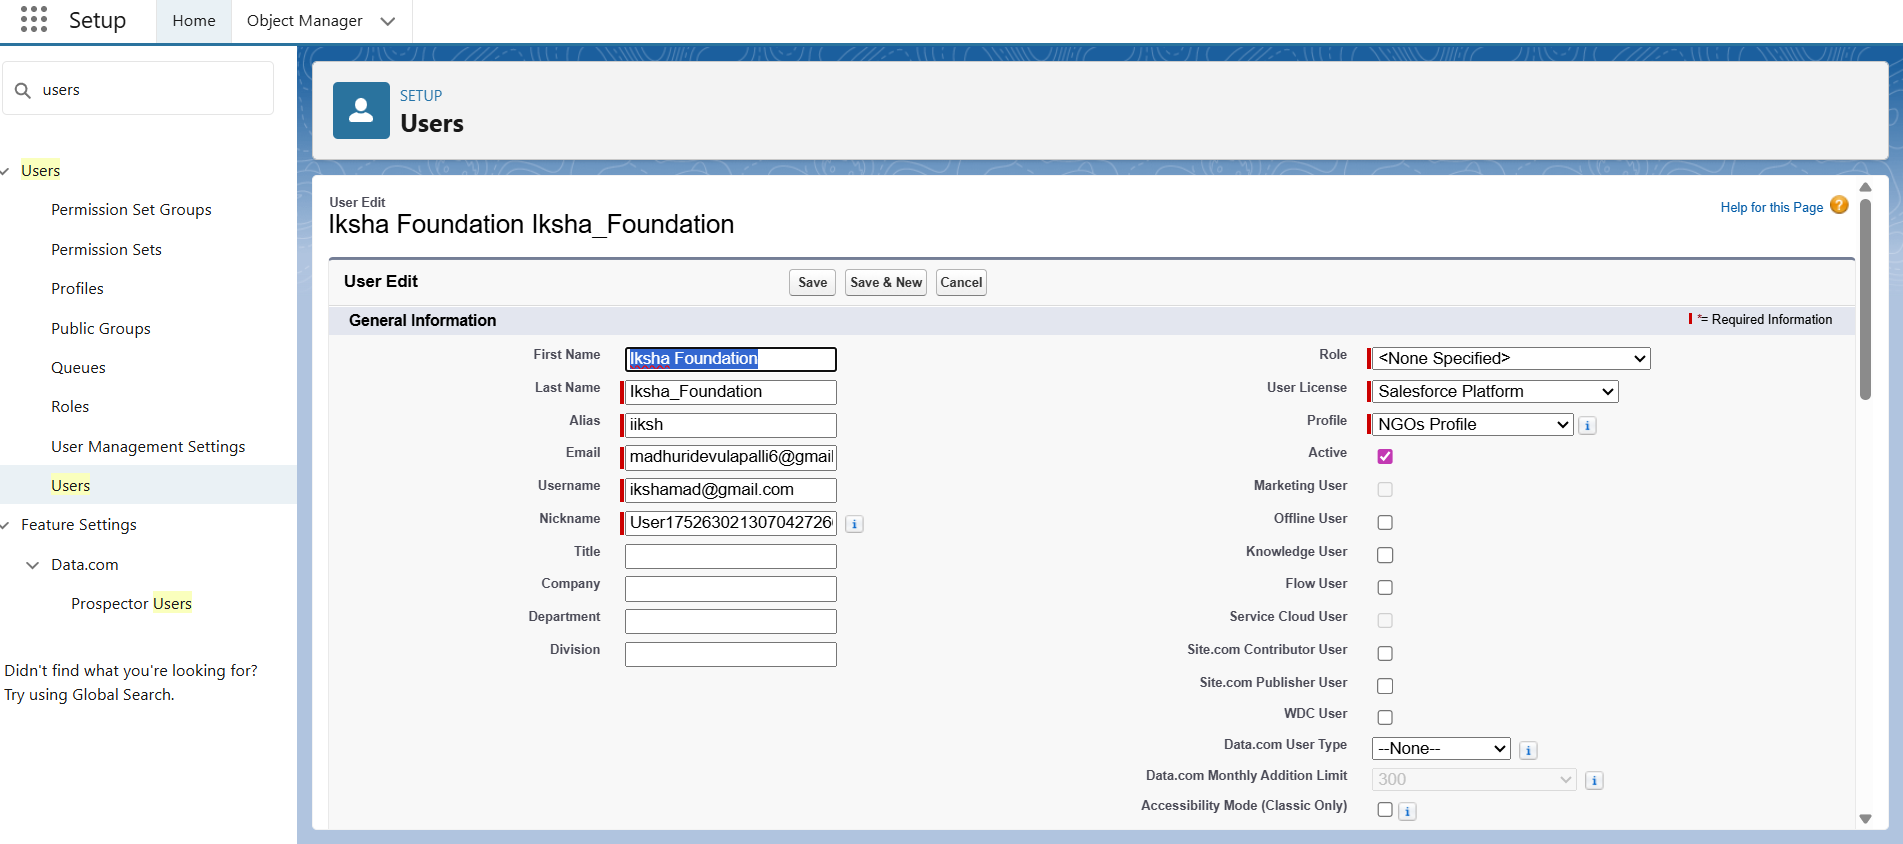 Setup
Home
Object Manager
users
Users
Permission Set Groups
Permission Sets
Profiles
Public Groups
Queues
Roles
User Management Settings
Users
Feature Settings
Data.com
Prospector Users
Didn't find what you're looking for?
Try using Global Search.
SETUP
Users
User Edit
Iksha Foundation Iksha_Foundation
Help for this Page
?
User Edit
Save
Save & New
Cancel
General Information
*= Required Information
First Name Iksha Foundation
Last Name Iksha_Foundation
Alias iiksh
Email madhuridevulapalli6@gmail
Username ikshamad@gmail.com
Nickname User17526302130704272 i
Title
Company
Department
Division
Role <None Specified>
User License Salesforce Platform
Profile NGOs Profile i
Active
Marketing User
Offline User
Knowledge User
Flow User
Service Cloud User
Site.com Contributor User
Site.com Publisher User
WDC User
Data.com User Type --None-- i
Data.com Monthly Addition Limit 300 i
Accessibility Mode (Classic Only) i